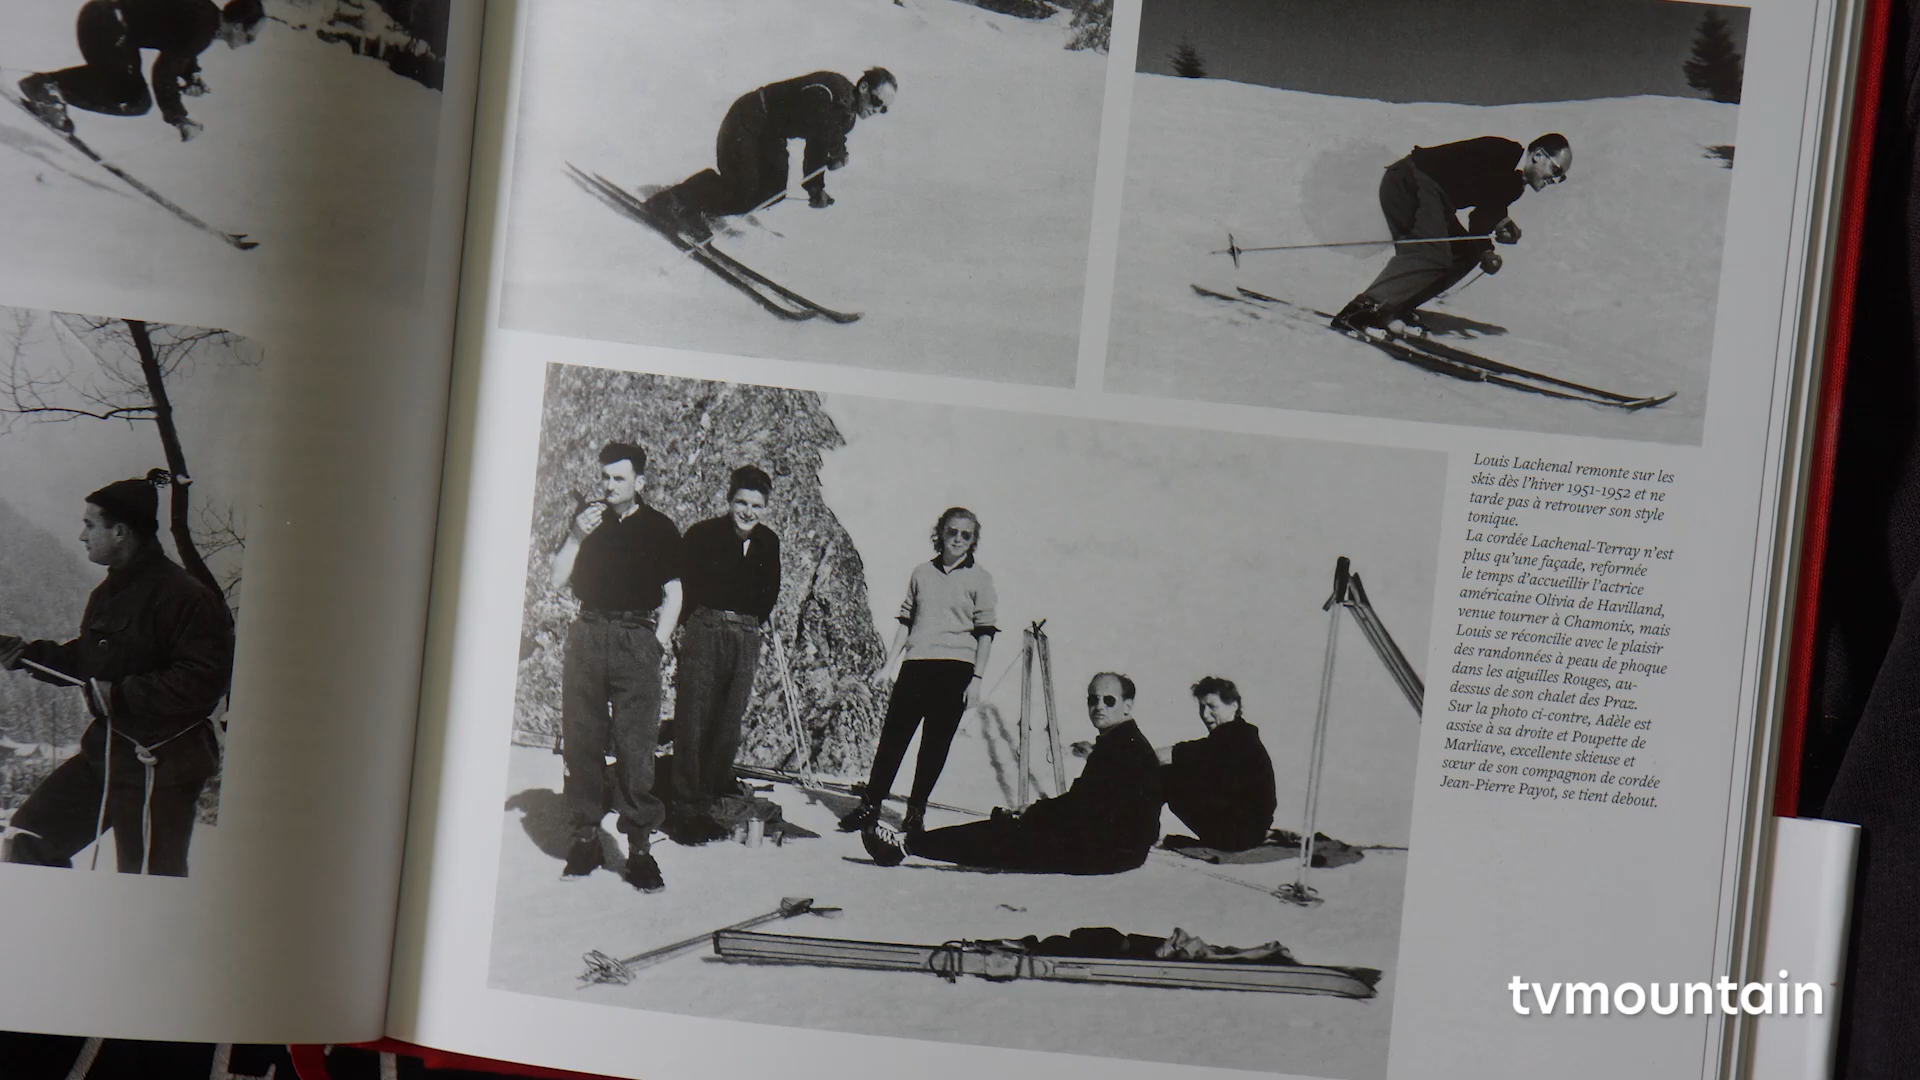 Louis Lachenal remonte sur les
skis dès l'hiver 1951-1952 et ne
tarde pas à retrouver son style
tonique.
La cordée Lachenal-Terray n'est
plus qu'une façade, reformée
le temps d'accueillir l'actrice
américaine Olivia de Havilland,
venue tourner à Chamonix, mais
Louis se réconcilie avec le plaisir
des randonnées à peau de phoque
dans les aiguilles Rouges, au-
dessus de son chalet des Praz.
Sur la photo ci-contre, Adèle est
assise à sa droite et Poupette de
Marliave, excellente skieuse et
sœur de son compagnon de cordée
Jean-Pierre Payot, se tient debout.
tvmountain